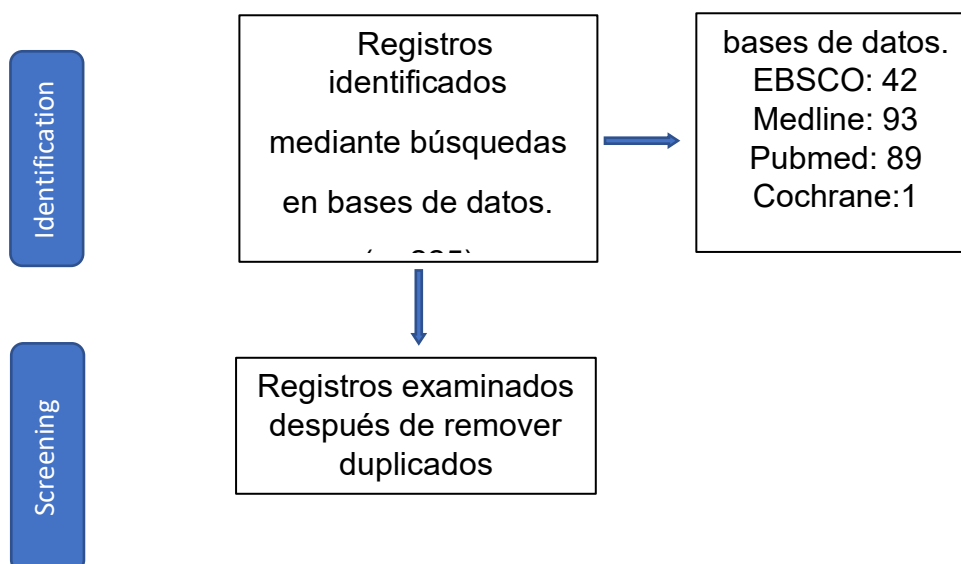 Identification
Registros
identificados
mediante búsquedas
en bases de datos.
bases de datos.
EBSCO: 42
Medline: 93
Pubmed: 89
Cochrane:1
Screening
Registros examinados
después de remover
duplicados